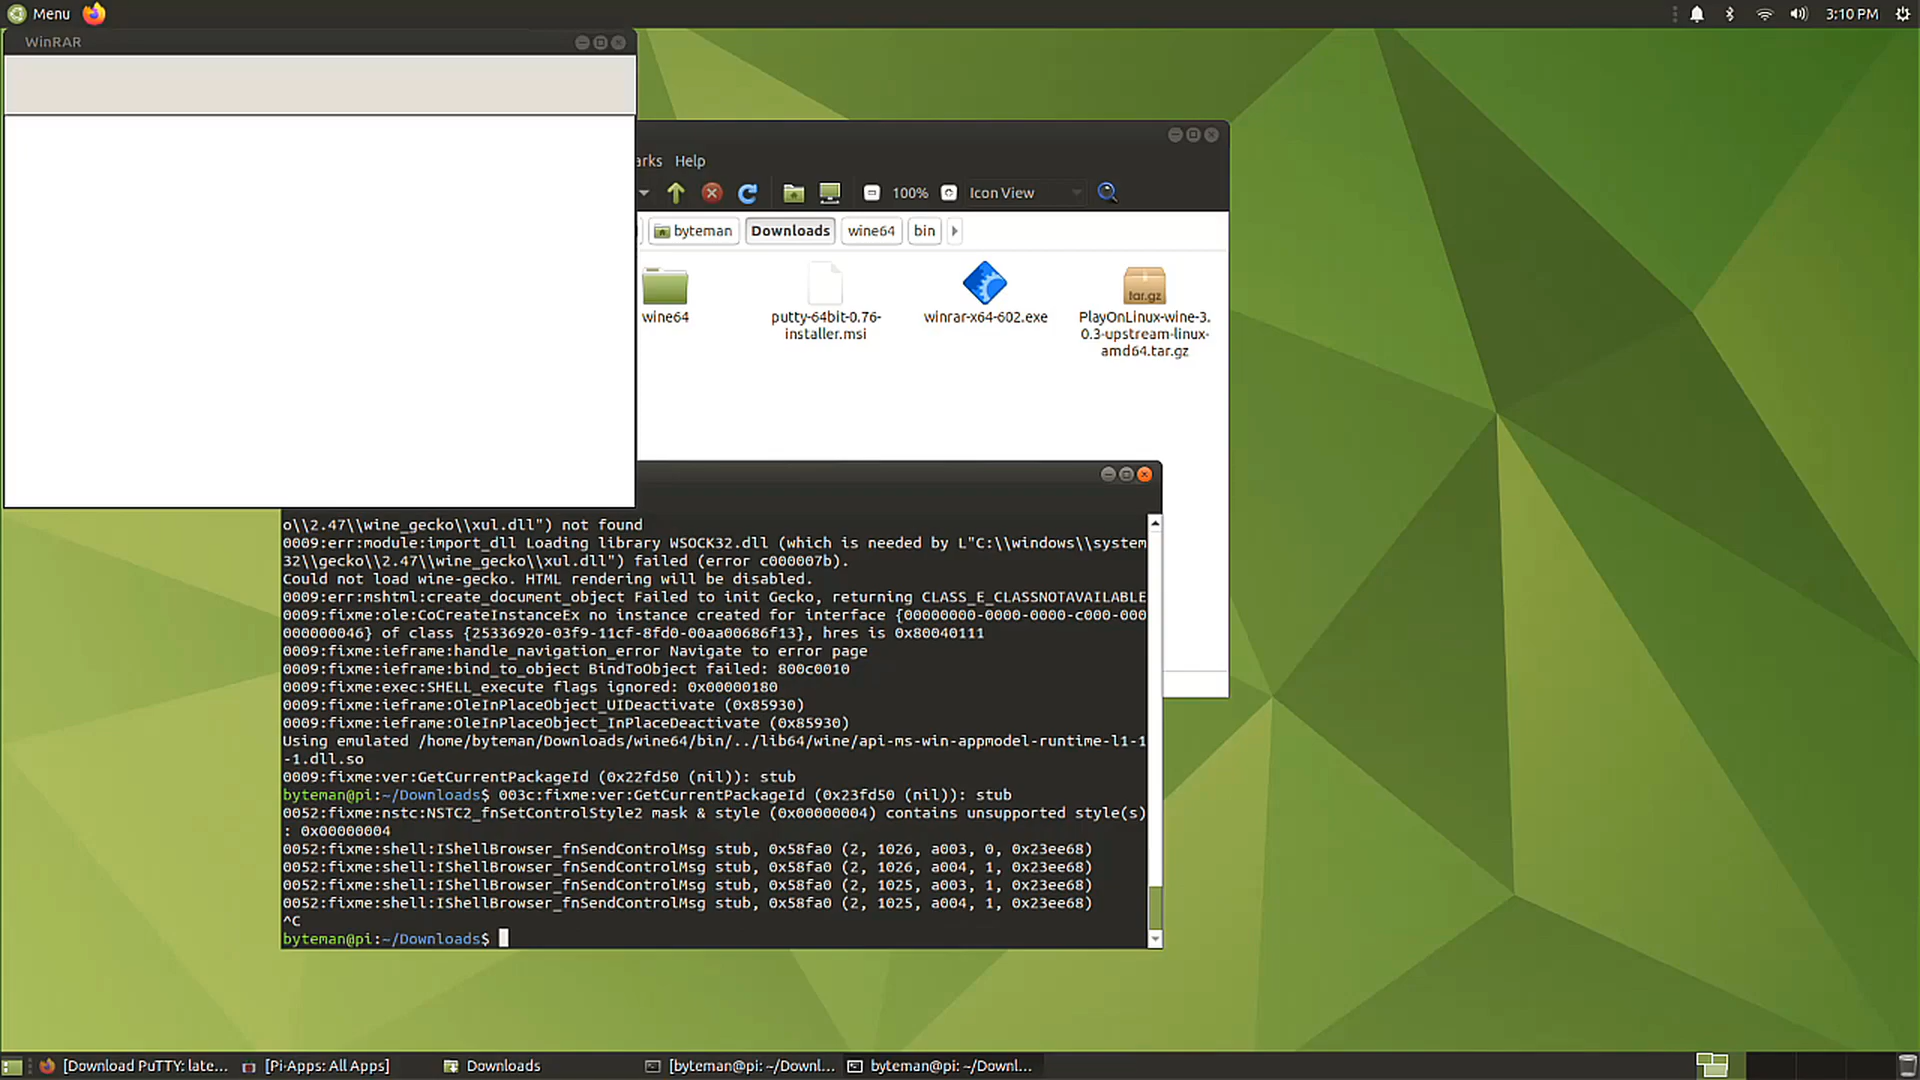 Menu
3:10 PM
WinRAR
arks Help
100% Icon View
byteman Downloads wine64 bin
wine64
putty-64bit-0.76-
installer.msi
winrar-x64-602.exe
tar.gz
PlayOnLinux-wine-3.
0.3-upstream-linux-
amd64.tar.gz
o\\2.47\\wine_gecko\\xul.dll") not found
0009:err:module:import_dll Loading library WSOCK32.dll (which is needed by L"C:\\windows\\system
32\\gecko\\2.47\\wine_gecko\\xul.dll") failed (error c000007b).
Could not load wine-gecko. HTML rendering will be disabled.
0009:err:mshtml:create_document_object Failed to init Gecko, returning CLASS_E_CLASSNOTAVAILABLE
0009:fixme:ole:CoCreateInstanceEx no instance created for interface {00000000-0000-0000-c000-000
000000046} of class {25336920-03f9-11cf-8fd0-00aa00686f13}, hres is 0x80040111
0009:fixme:ieframe:handle_navigation_error Navigate to error page
0009:fixme:ieframe:bind_to_object BindToObject failed: 800c0010
0009:fixme:exec:SHELL_execute flags ignored: 0x00000180
0009:fixme:ieframe:OleInPlaceObject_UIDeactivate (0x85930)
0009:fixme:ieframe:OleInPlaceObject_InPlaceDeactivate (0x85930)
Using emulated /home/byteman/Downloads/wine64/bin/../lib64/wine/api-ms-win-appmodel-runtime-l1-1
-1.dll.so
0009:fixme:ver:GetCurrentPackageId (0x22fd50 (nil)): stub
byteman@pi:~/Downloads$ 003c:fixme:ver:GetCurrentPackageId (0x23fd50 (nil)): stub
0052:fixme:nstc:NSTC2_fnSetControlStyle2 mask & style (0x00000004) contains unsupported style(s)
: 0x00000004
0052:fixme:shell:IShellBrowser_fnSendControlMsg stub, 0x58fa0 (2, 1026, a003, 0, 0x23ee68)
0052:fixme:shell:IShellBrowser_fnSendControlMsg stub, 0x58fa0 (2, 1026, a004, 1, 0x23ee68)
0052:fixme:shell:IShellBrowser_fnSendControlMsg stub, 0x58fa0 (2, 1025, a003, 1, 0x23ee68)
0052:fixme:shell:IShellBrowser_fnSendControlMsg stub, 0x58fa0 (2, 1025, a004, 1, 0x23ee68)
^C
byteman@pi:~/Downloads$
[Download PuTTY: late... [Pi-Apps: All Apps] Downloads [byteman@pi: ~/Downl... byteman@pi: ~/Downl...